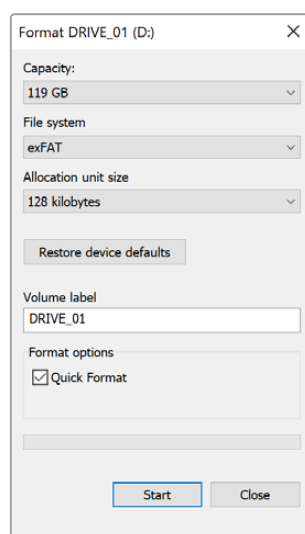 Format DRIVE_01 (D:)
Capacity:
119 GB
File system
exFAT
Allocation unit size
128 kilobytes
Restore device defaults
Volume label
DRIVE_01
Format options
Quick Format
Start Close